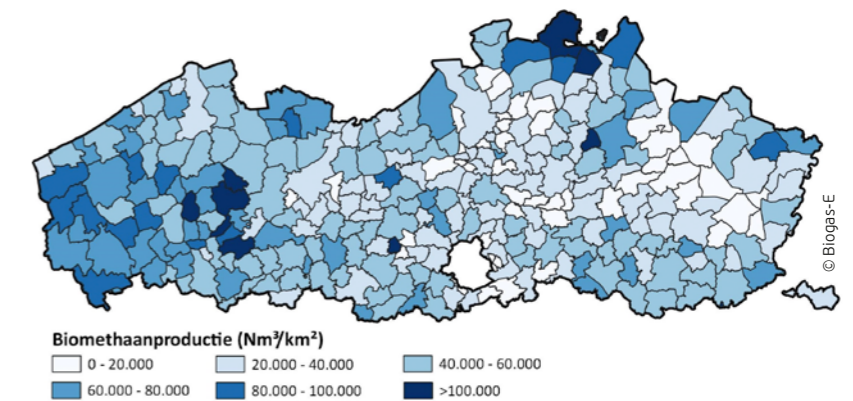 © Biogas-E
Biomethaanproductie (Nm³/km²)
0 - 20.000
20.000 - 40.000
40.000 - 60.000
60.000 - 80.000
80.000 - 100.000
>100.000